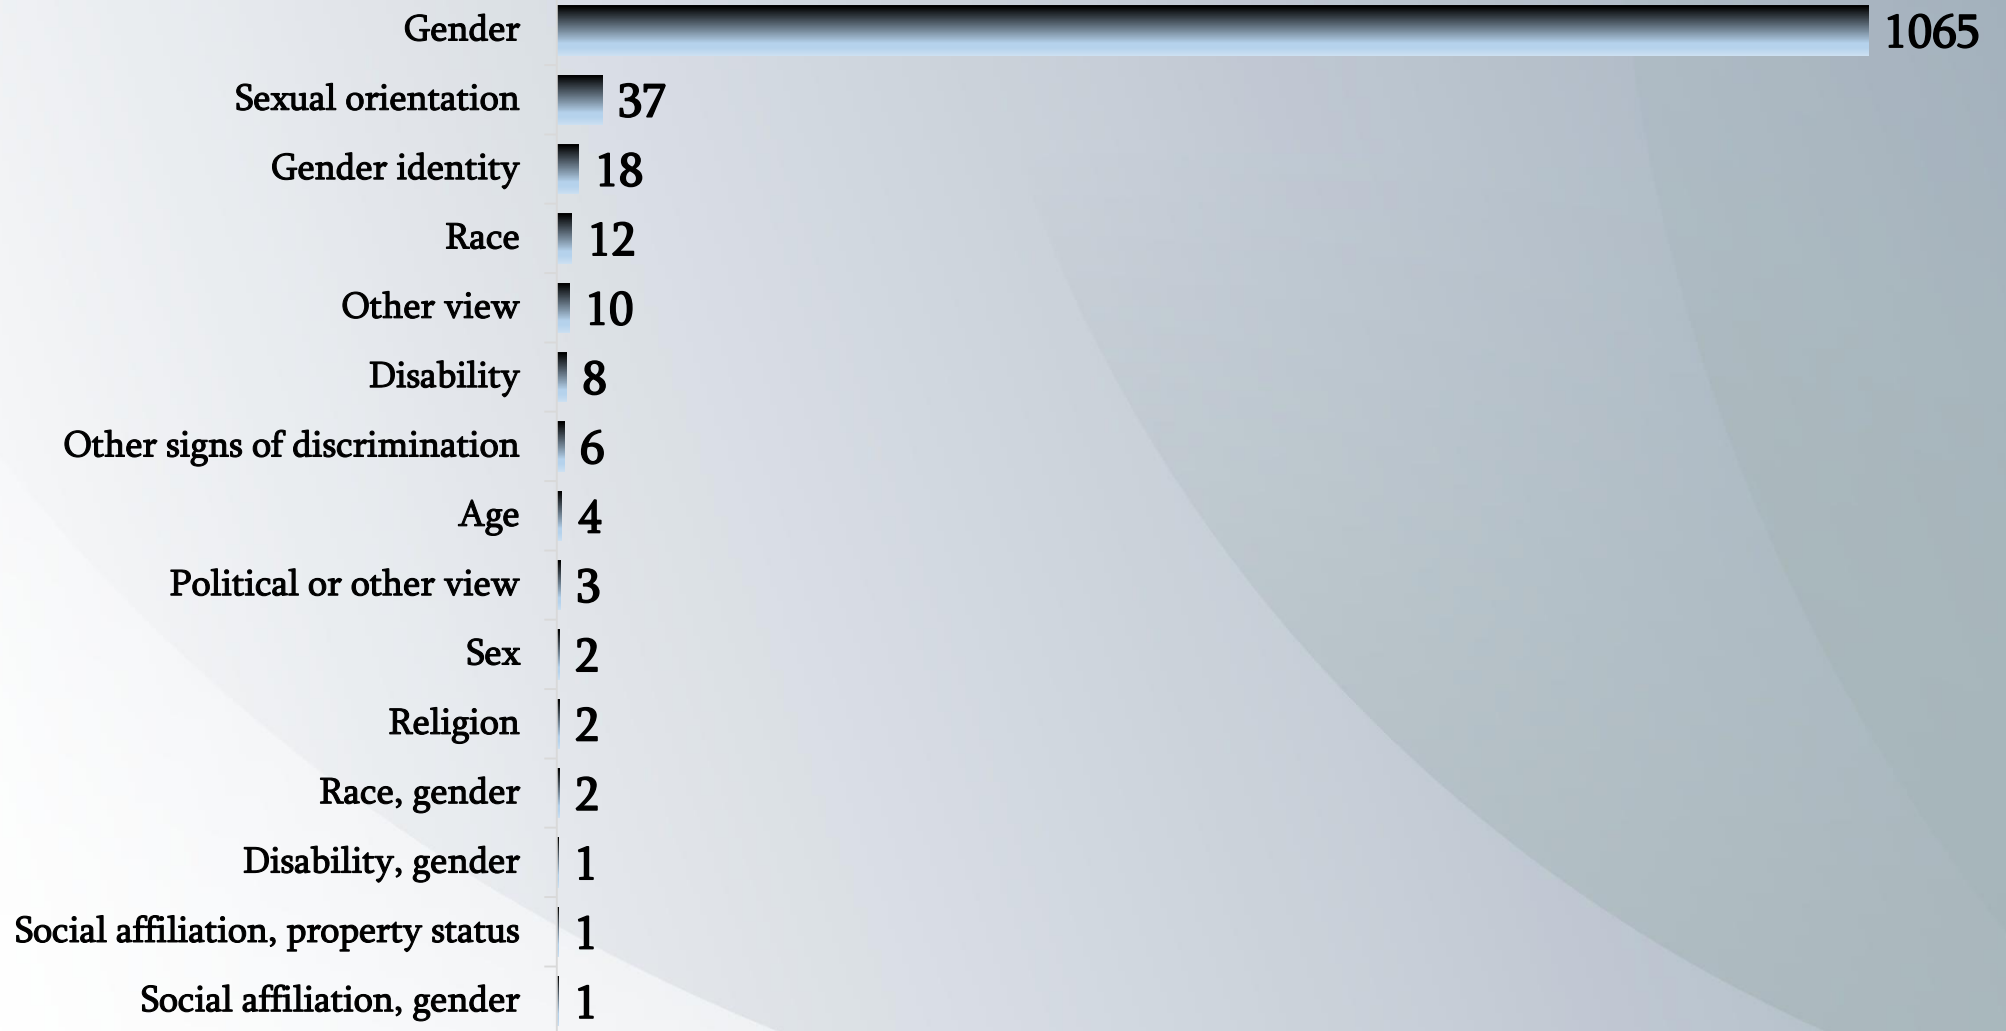 Gender 1065
Sexual orientation 37
Gender identity 18
Race 12
Other view 10
Disability 8
Other signs of discrimination 6
Age 4
Political or other view 3
Sex 2
Religion 2
Race, gender 2
Disability, gender 1
Social affiliation, property status 1
Social affiliation, gender 1